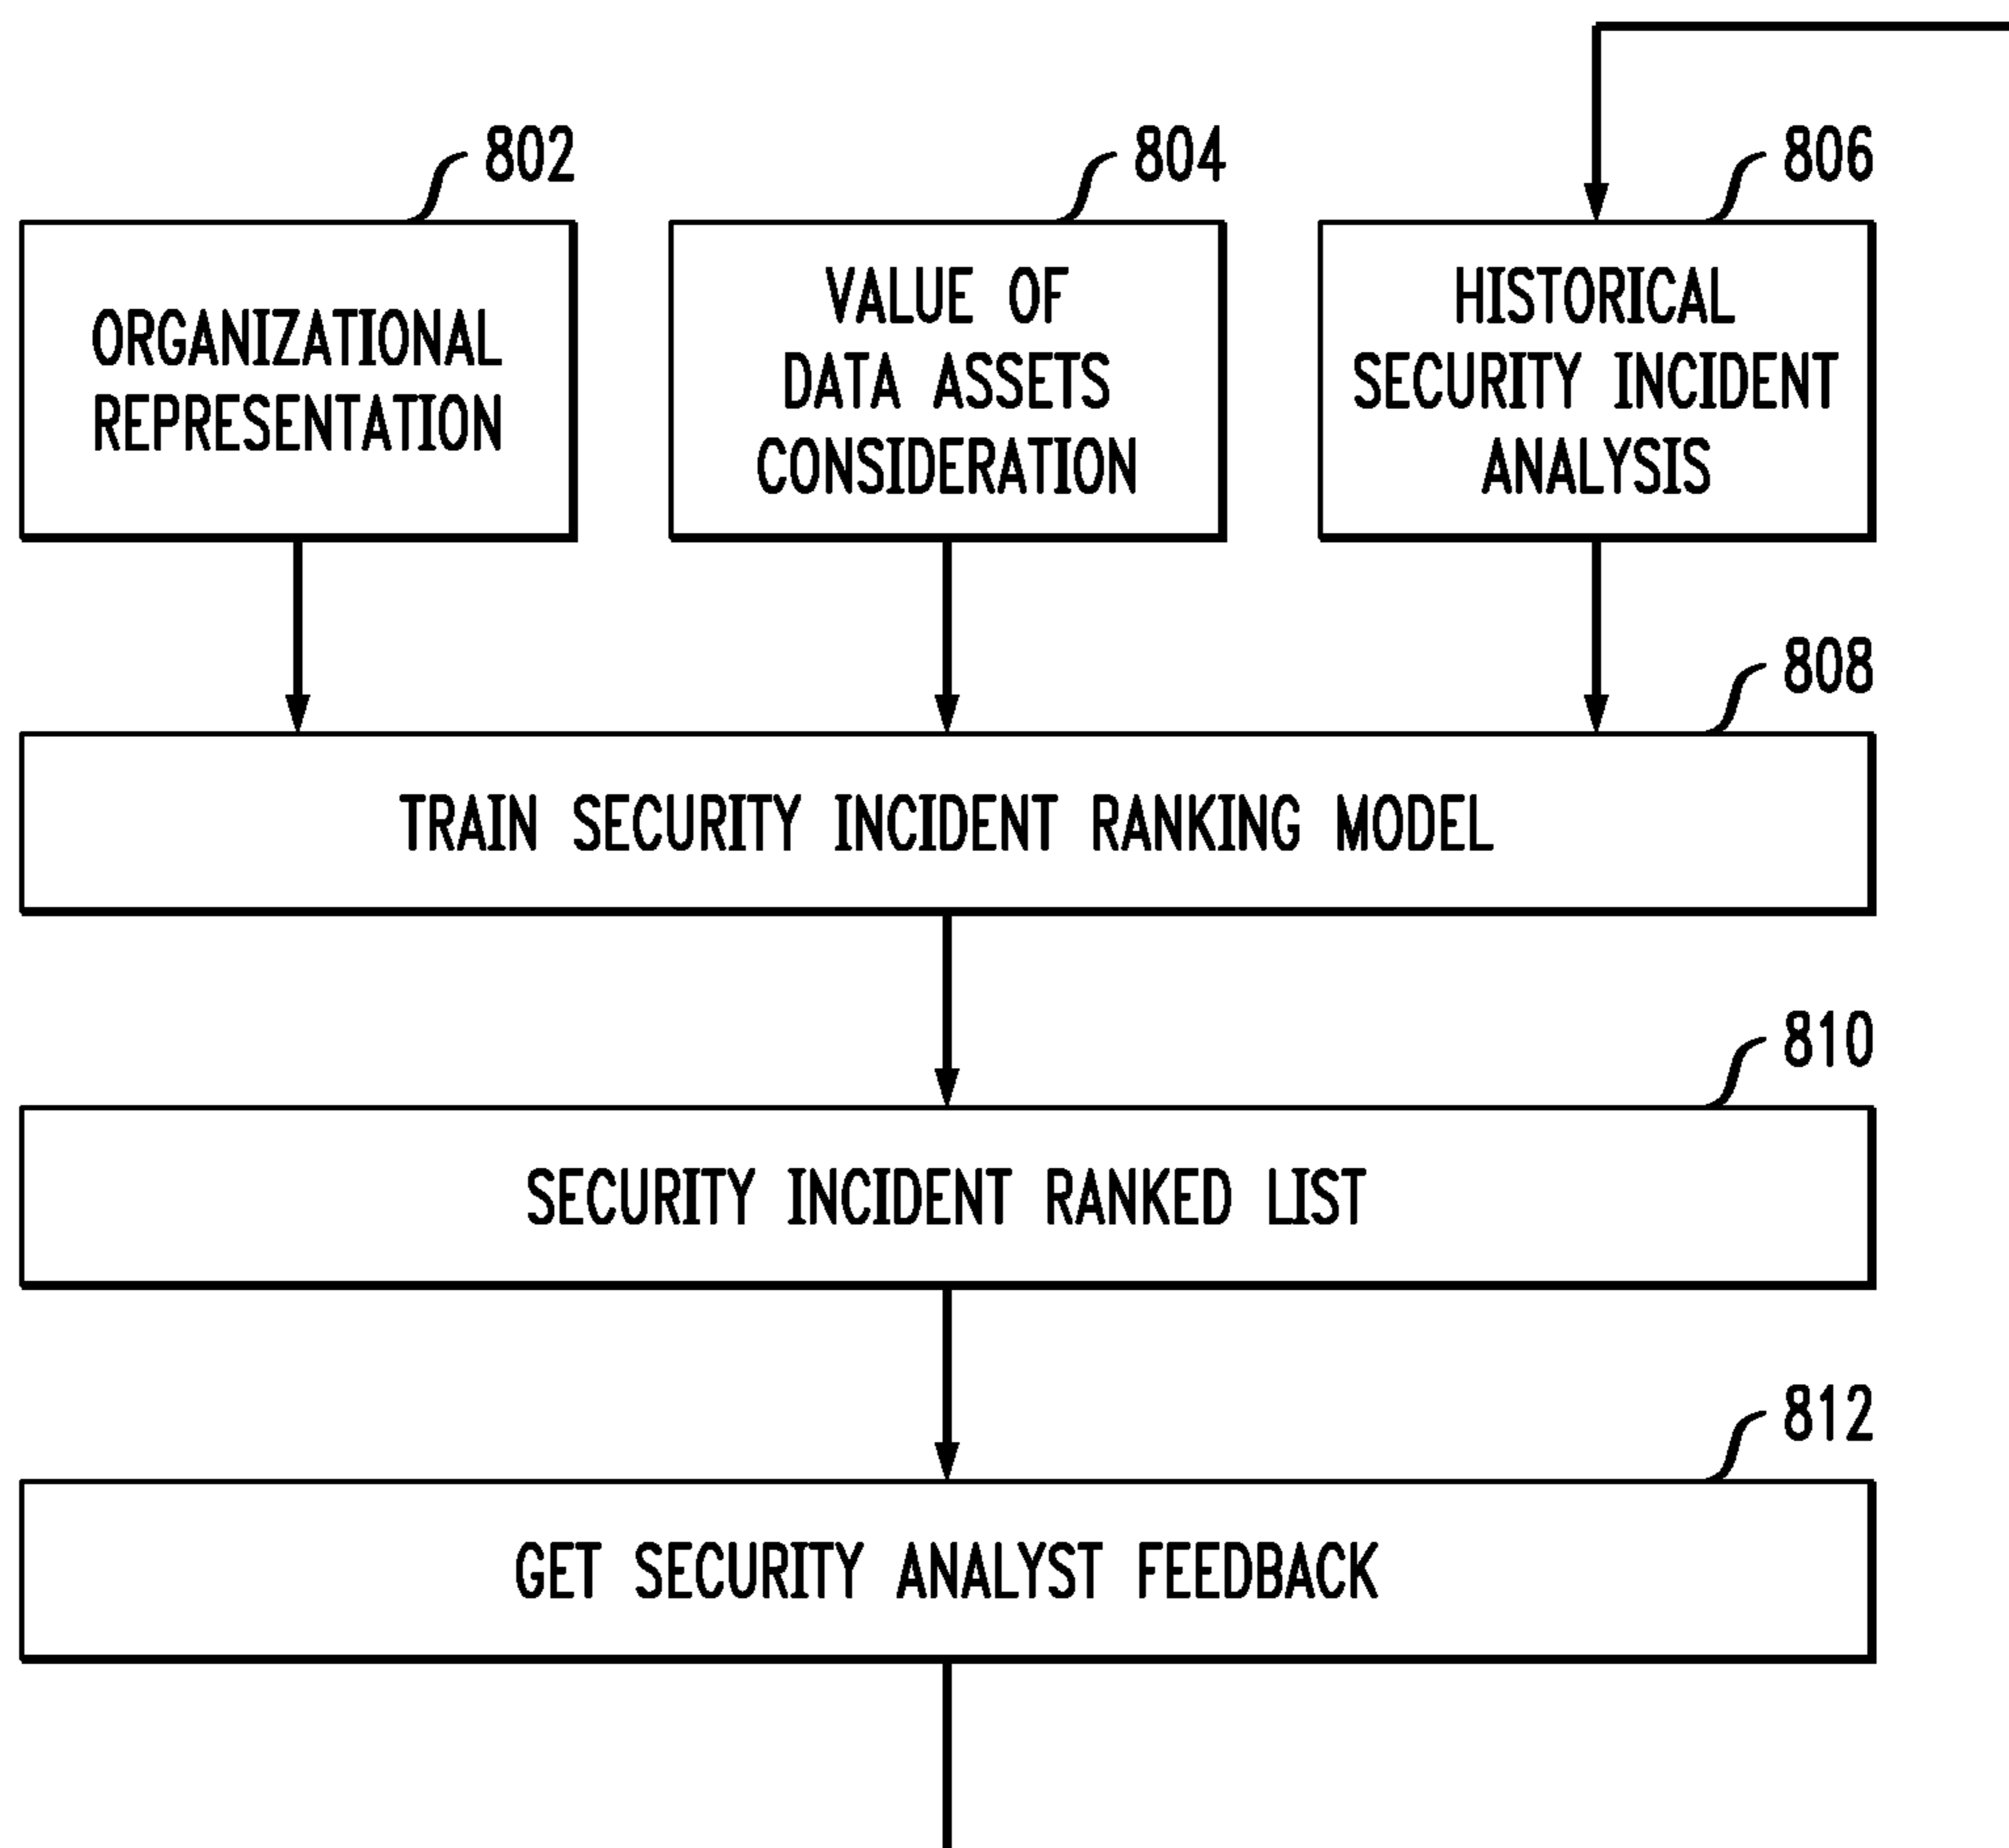 802
804
806
ORGANIZATIONAL
REPRESENTATION
VALUE OF
DATA ASSETS
CONSIDERATION
HISTORICAL
SECURITY INCIDENT
ANALYSIS
808
TRAIN SECURITY INCIDENT RANKING MODEL
810
SECURITY INCIDENT RANKED LIST
812
GET SECURITY ANALYST FEEDBACK